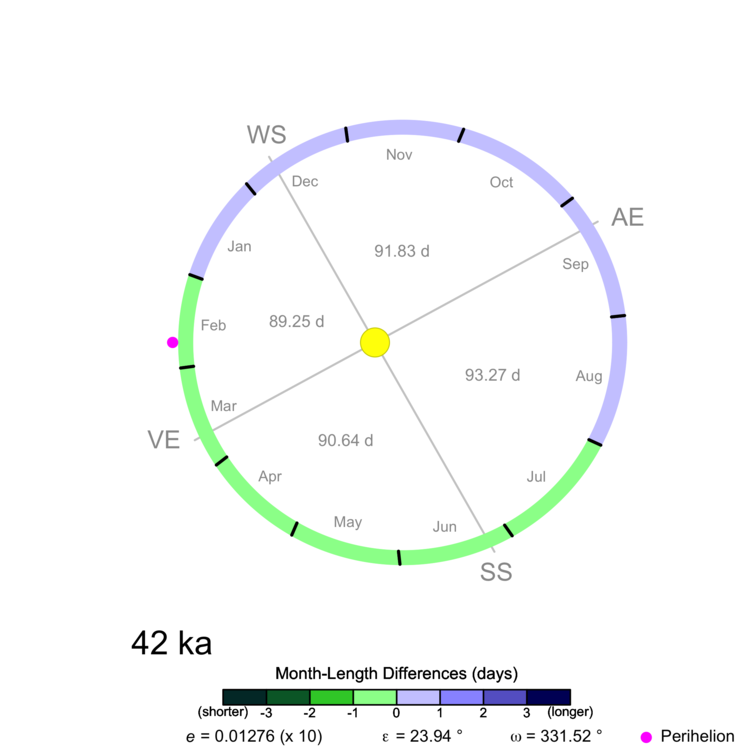 WS
Nov
Dec
Oct
AE
91.83 d
Jan
Sep
89.25 d
Feb
93.27 d
Aug
Mar
VE
90.64 d
Apr
Jul
May
Jun
SS
42 ka
Month-Length Differences (days)
(shorter) -3 -2 -1 0 1 2 3 (longer)
e = 0.01276 (x 10) ε = 23.94 ° ω = 331.52 ° Perihelion